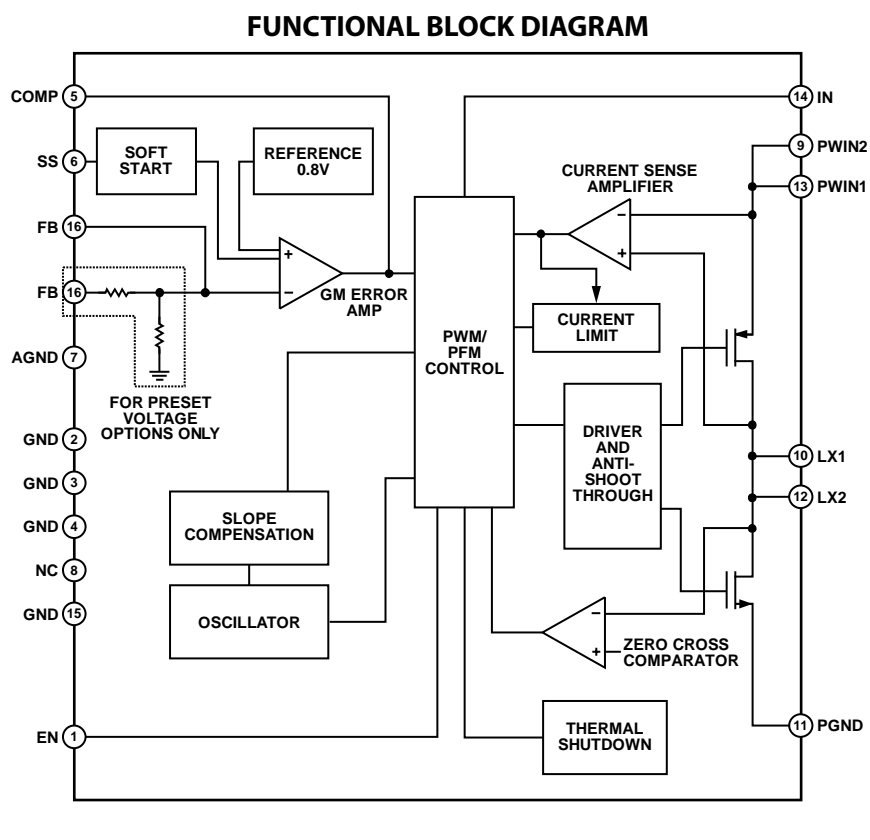 FUNCTIONAL BLOCK DIAGRAM
COMP 5
SS 6
FB 16
FB 16
AGND 7
GND 2
GND 3
GND 4
NC 8
GND 15
EN 1
SOFT
START
REFERENCE
0.8V
+
−
GM ERROR
AMP
FOR PRESET
VOLTAGE
OPTIONS ONLY
SLOPE
COMPENSATION
OSCILLATOR
PWM/
PFM
CONTROL
CURRENT SENSE
AMPLIFIER
−
+
CURRENT
LIMIT
DRIVER
AND
ANTI-
SHOOT
THROUGH
−
+
ZERO CROSS
COMPARATOR
THERMAL
SHUTDOWN
14 IN
9 PWIN2
13 PWIN1
10 LX1
12 LX2
11 PGND